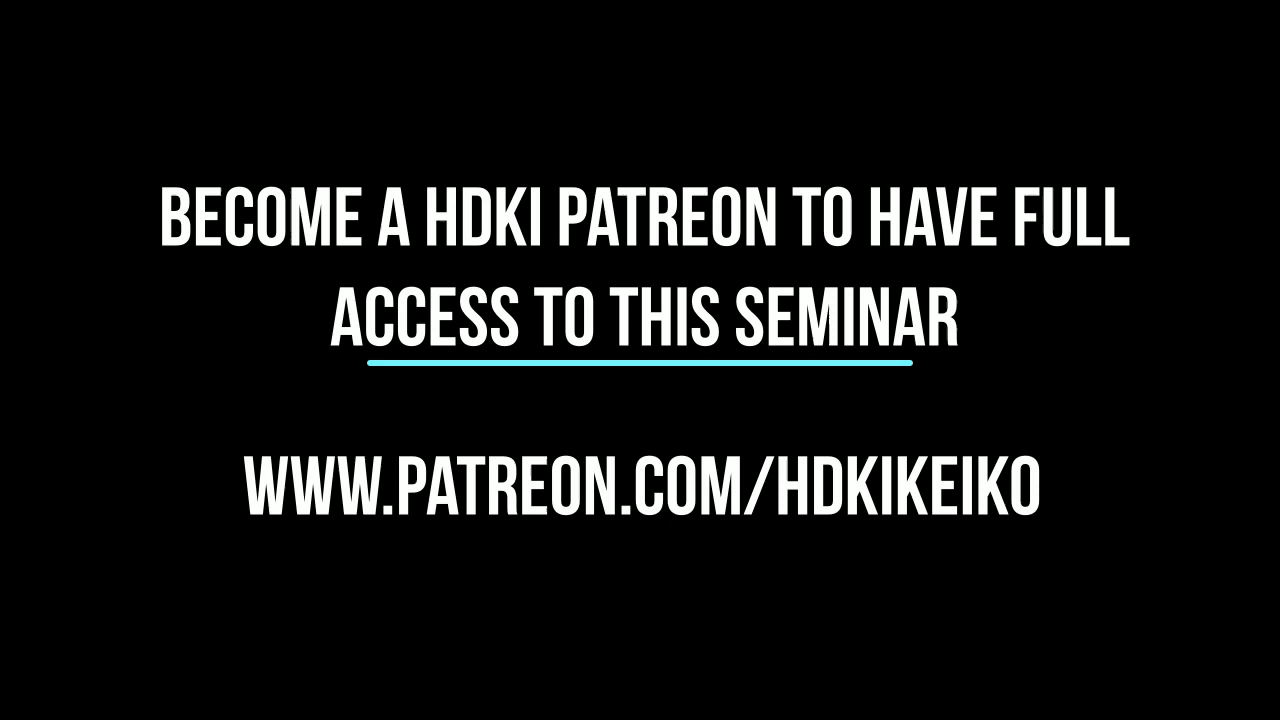 BECOME A HDKI PATREON TO HAVE FULL
ACCESS TO THIS SEMINAR
WWW.PATREON.COM/HDKIKEIKO